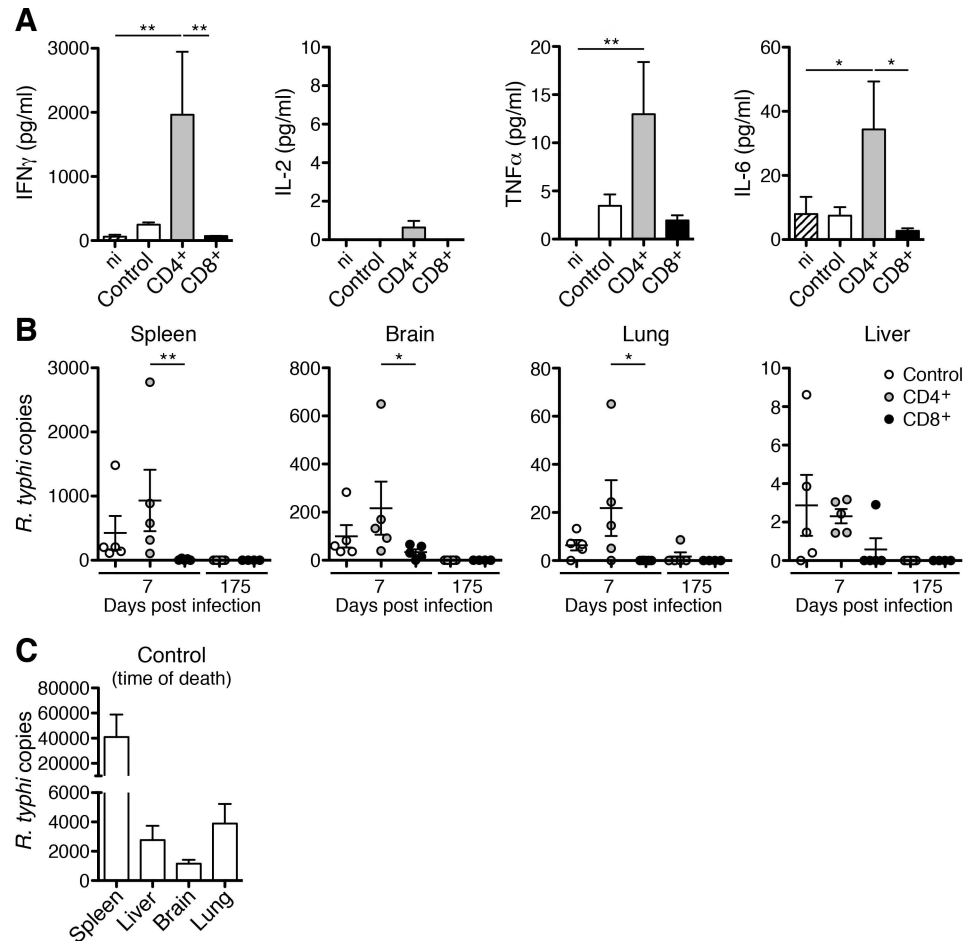 A
** **
IFNγ (pg/ml)
3000
2000
1000
0
ni
Control
CD4+
CD8+
IL-2 (pg/ml)
10
8
6
4
2
0
ni
Control
CD4+
CD8+
**
TNFα (pg/ml)
20
15
10
5
0
ni
Control
CD4+
CD8+
* *
IL-6 (pg/ml)
60
40
20
0
ni
Control
CD4+
CD8+
B
Spleen
R. typhi copies
3000
2000
1000
0
**
7 175
Days post infection
Brain
800
600
400
200
0
*
7 175
Days post infection
Lung
80
60
40
20
0
*
7 175
Days post infection
Liver
10
8
6
4
2
0
Control
CD4+
CD8+
7 175
Days post infection
C
Control
(time of death)
R. typhi copies
80000
60000
40000
20000
6000
4000
2000
0
Spleen
Liver
Brain
Lung